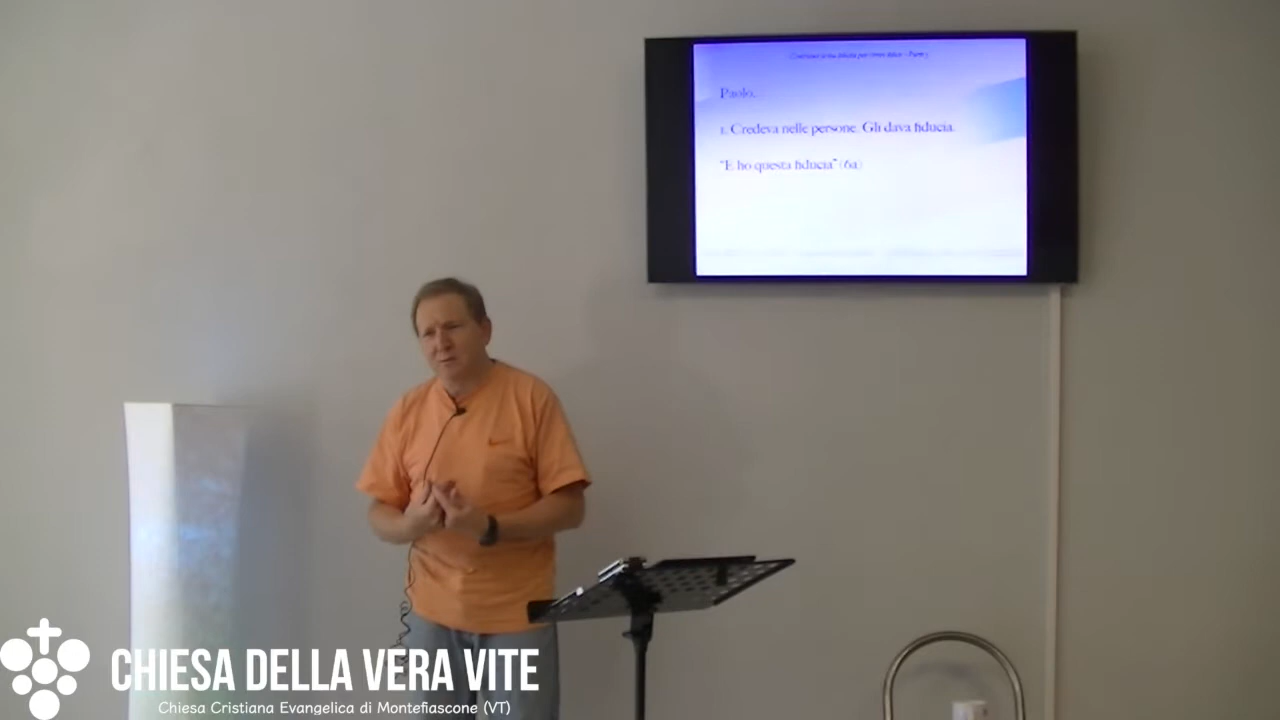 Paolo.
1. Credeva nelle persone. Gli dava fiducia.
"E ho questa fiducia" (6a)
CHIESA DELLA VERA VITE
Chiesa Cristiana Evangelica di Montefiascone (VT)